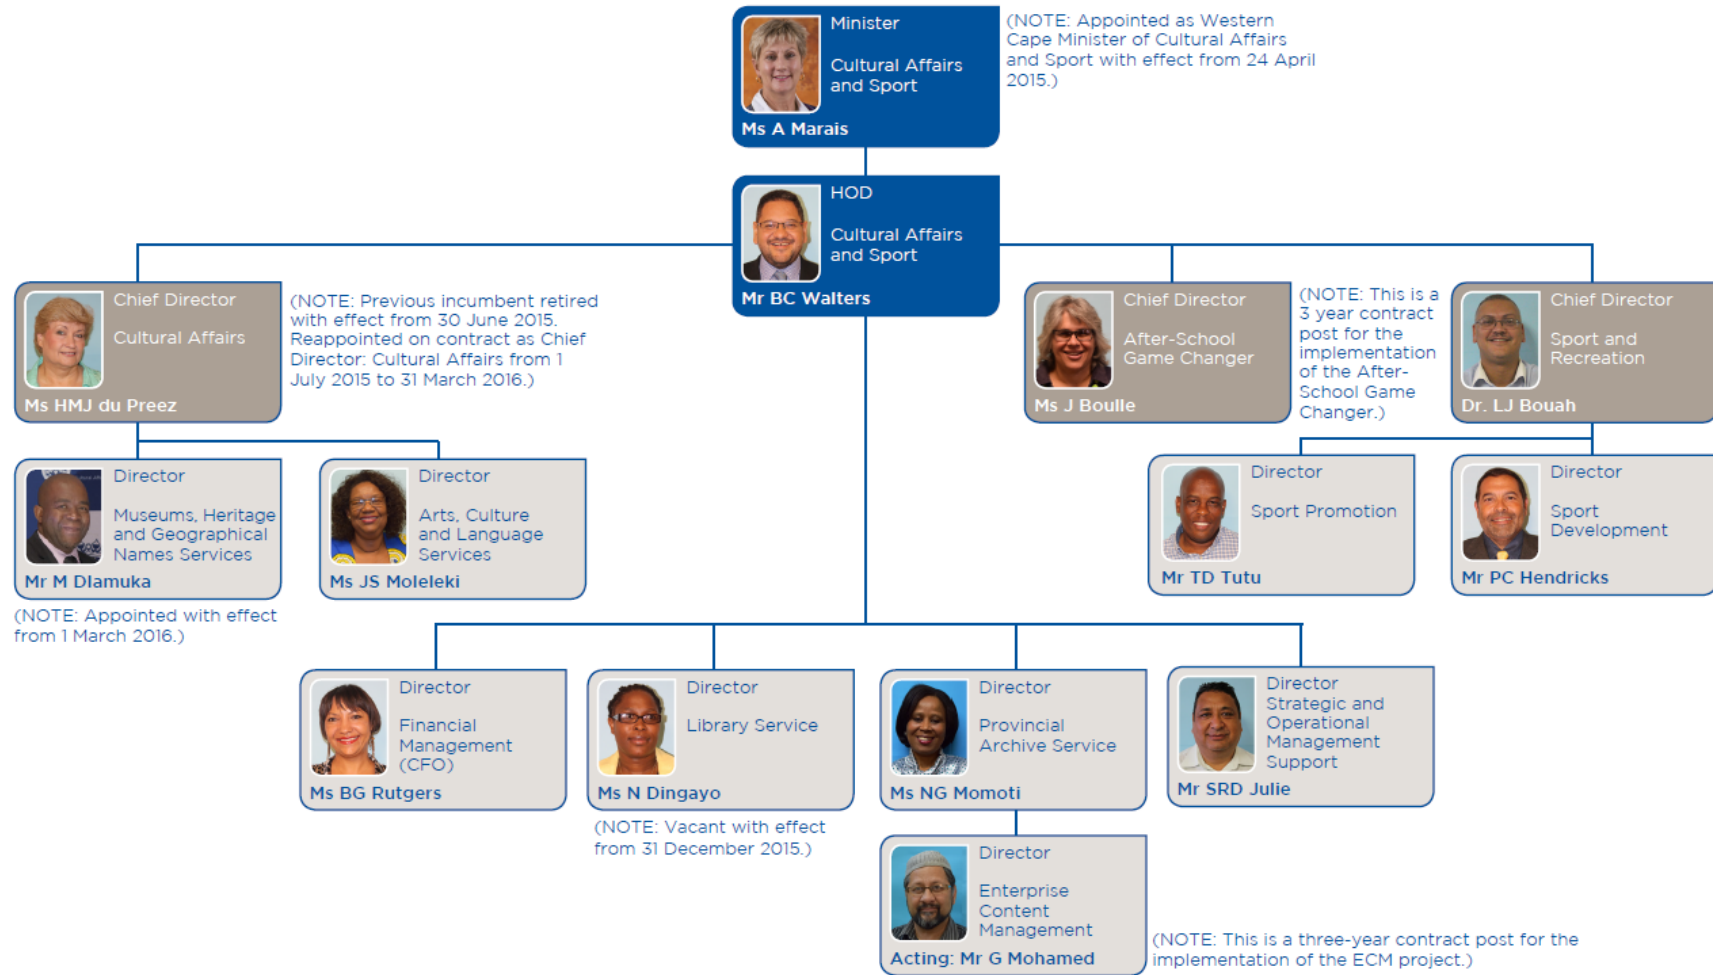 Minister
Cultural Affairs
and Sport
Ms A Marais
(NOTE: Appointed as Western
Cape Minister of Cultural Affairs
and Sport with effect from 24 April
2015.)
HOD
Cultural Affairs
and Sport
Mr BC Walters
Chief Director
Cultural Affairs
Ms HMJ du Preez
(NOTE: Previous incumbent retired
with effect from 30 June 2015.
Reappointed on contract as Chief
Director: Cultural Affairs from 1
July 2015 to 31 March 2016.)
Chief Director
After-School
Game Changer
Ms J Boulle
(NOTE: This is a
3 year contract
post for the
implementation
of the After-
School Game
Changer.)
Chief Director
Sport and
Recreation
Dr. LJ Bouah
Director
Museums, Heritage
and Geographical
Names Services
Mr M Dlamuka
(NOTE: Appointed with effect
from 1 March 2016.)
Director
Arts, Culture
and Language
Services
Ms JS Moleleki
Director
Sport Promotion
Mr TD Tutu
Director
Sport
Development
Mr PC Hendricks
Director
Financial
Management
(CFO)
Ms BG Rutgers
Director
Library Service
Ms N Dingayo
(NOTE: Vacant with effect
from 31 December 2015.)
Director
Provincial
Archive Service
Ms NG Momoti
Director
Strategic and
Operational
Management
Support
Mr SRD Julie
Director
Enterprise
Content
Management
Acting: Mr G Mohamed
(NOTE: This is a three-year contract post for the
implementation of the ECM project.)